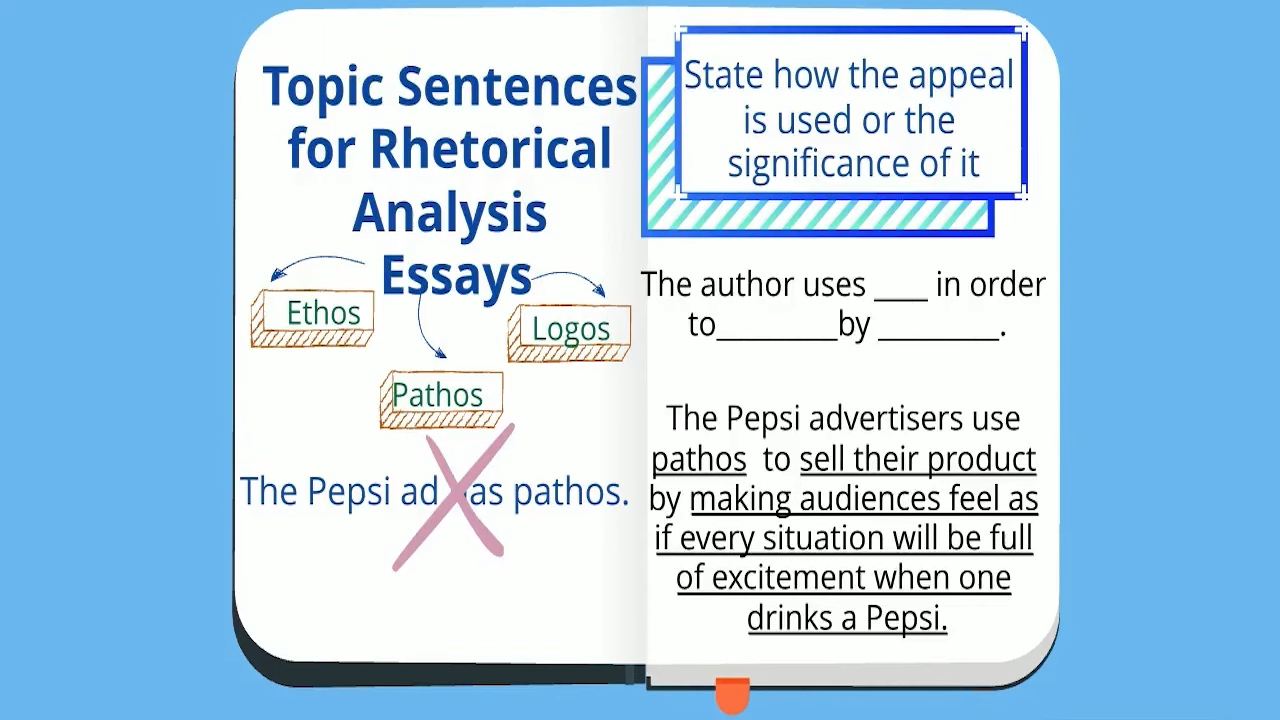 Topic Sentences
for Rhetorical
Analysis
Essays
Ethos
Logos
Pathos
The Pepsi ad as pathos.
State how the appeal
is used or the
significance of it
The author uses ____ in order
to_________by _________.
The Pepsi advertisers use
pathos to sell their product
by making audiences feel as
if every situation will be full
of excitement when one
drinks a Pepsi.